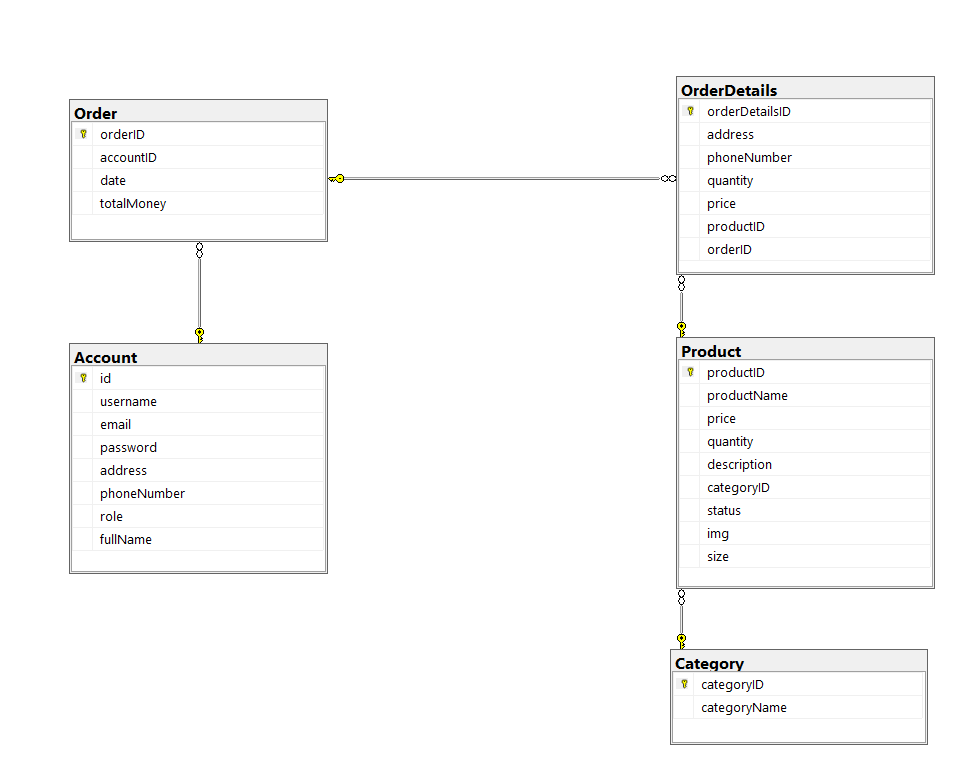 Order
orderID
accountID
date
totalMoney
OrderDetails
orderDetailsID
address
phoneNumber
quantity
price
productID
orderID
Account
id
username
email
password
address
phoneNumber
role
fullName
Product
productID
productName
price
quantity
description
categoryID
status
img
size
Category
categoryID
categoryName